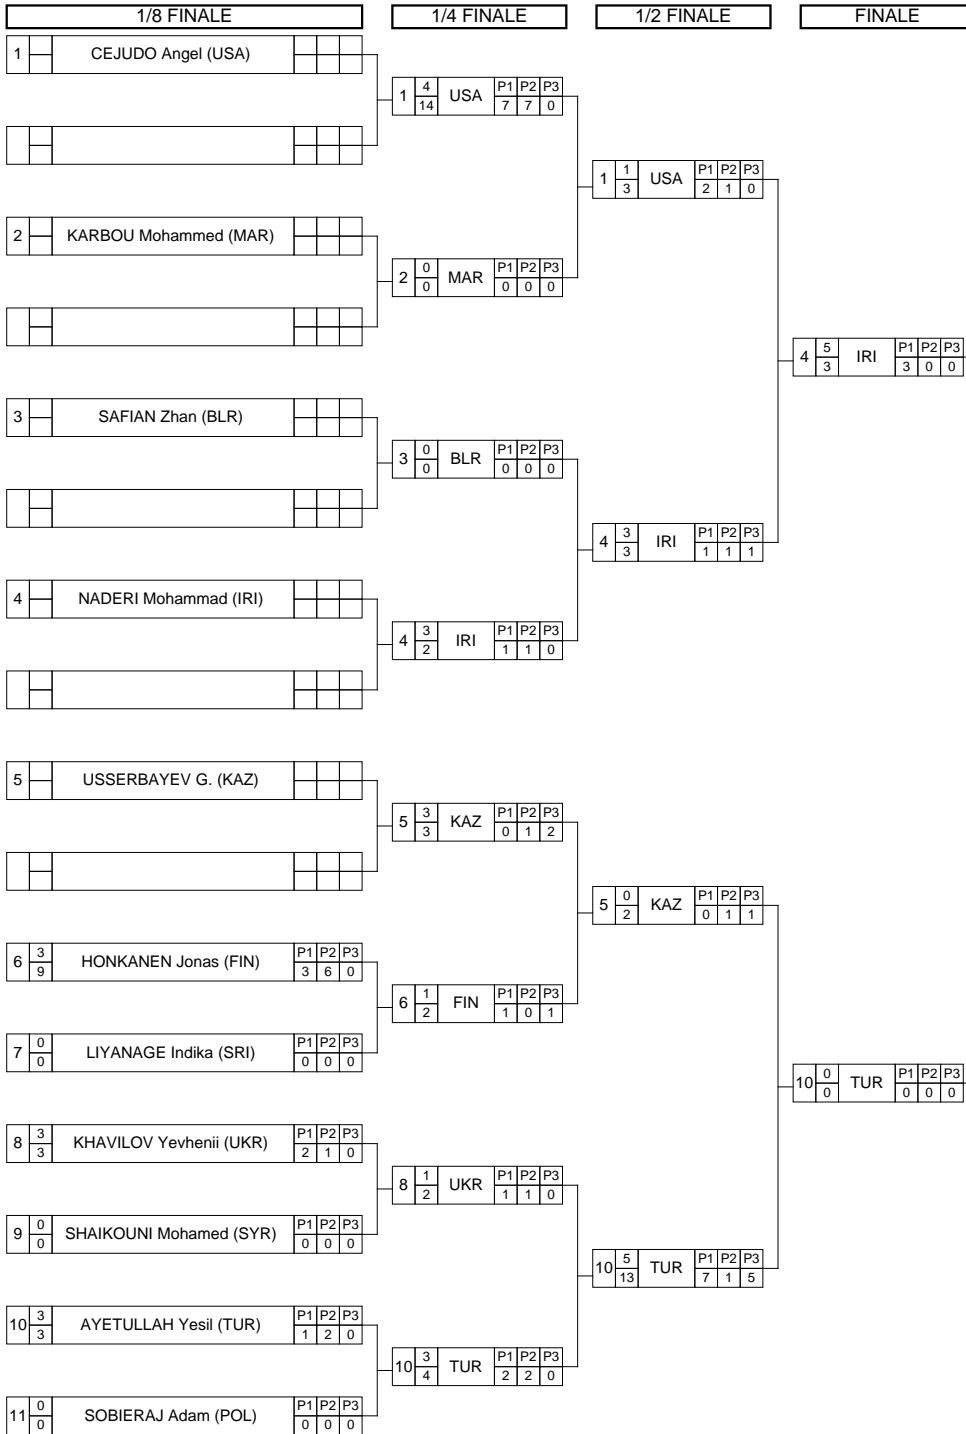 1/8 FINALE 1/4 FINALE 1/2 FINALE FINALE
1 CEJUDO Angel (USA)
1 4 14 USA P1 P2 P3 7 7 0
1 1 3 USA P1 P2 P3 2 1 0
2 KARBOU Mohammed (MAR)
2 0 0 MAR P1 P2 P3 0 0 0
4 5 3 IRI P1 P2 P3 3 0 0
3 SAFIAN Zhan (BLR)
3 0 0 BLR P1 P2 P3 0 0 0
4 3 3 IRI P1 P2 P3 1 1 1
4 NADERI Mohammad (IRI)
4 3 2 IRI P1 P2 P3 1 1 0
5 USSERBAYEV G. (KAZ)
5 3 3 KAZ P1 P2 P3 0 1 2
5 0 2 KAZ P1 P2 P3 0 1 1
6 3 9 HONKANEN Jonas (FIN) P1 P2 P3 3 6 0
6 1 2 FIN P1 P2 P3 1 0 1
7 0 0 LIYANAGE Indika (SRI) P1 P2 P3 0 0 0
10 0 0 TUR P1 P2 P3 0 0 0
8 3 3 KHAVILOV Yevhenii (UKR) P1 P2 P3 2 1 0
8 1 2 UKR P1 P2 P3 1 1 0
9 0 0 SHAIKOUNI Mohamed (SYR) P1 P2 P3 0 0 0
10 5 13 TUR P1 P2 P3 7 1 5
10 3 3 AYETULLAH Yesil (TUR) P1 P2 P3 1 2 0
10 3 4 TUR P1 P2 P3 2 2 0
11 0 0 SOBIERAJ Adam (POL) P1 P2 P3 0 0 0